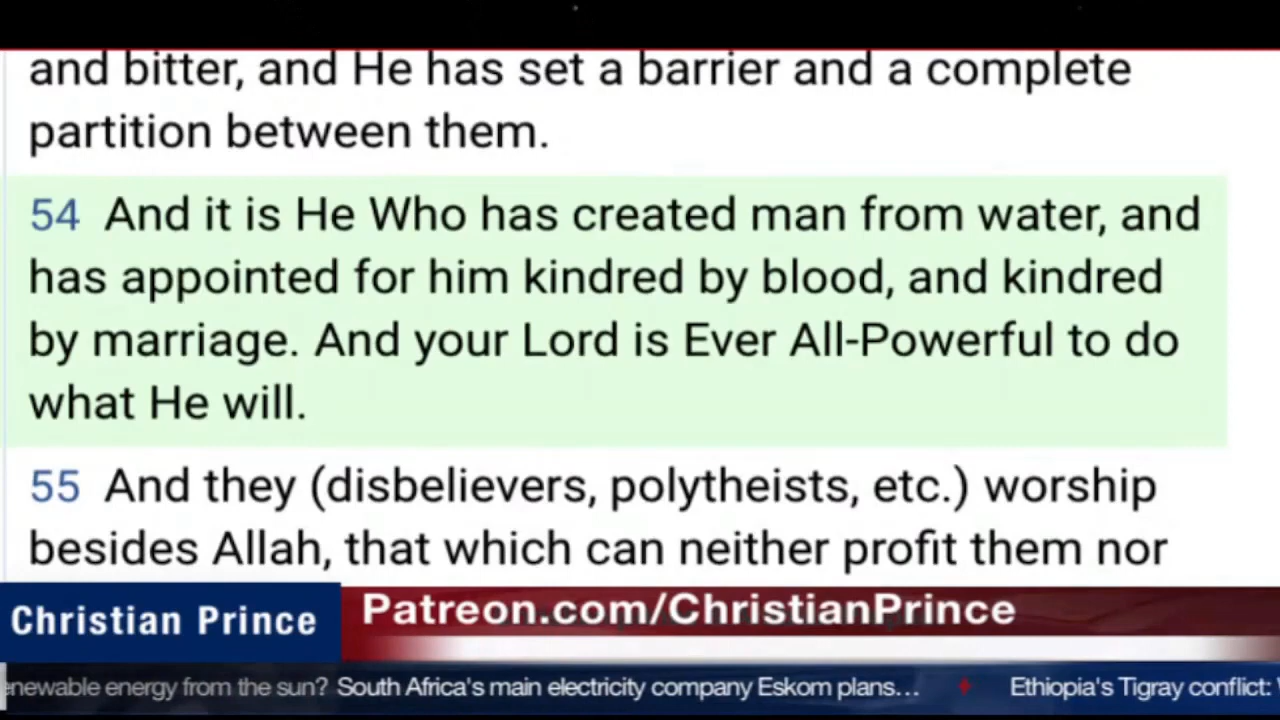 and bitter, and He has set a barrier and a complete
partition between them.
54 And it is He Who has created man from water, and
has appointed for him kindred by blood, and kindred
by marriage. And your Lord is Ever All-Powerful to do
what He will.
55 And they (disbelievers, polytheists, etc.) worship
besides Allah, that which can neither profit them nor
Christian Prince
Patreon.com/ChristianPrince
enewable energy from the sun? South Africa's main electricity company Eskom plans... Ethiopia's Tigray conflict: